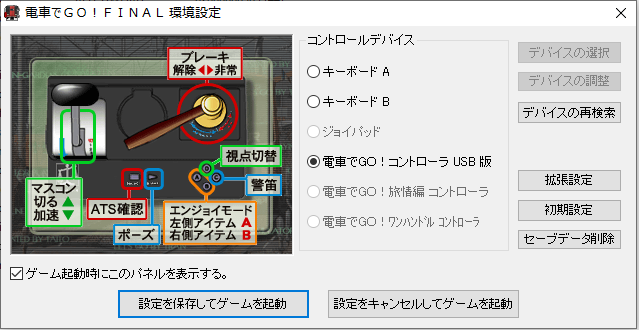 電車でＧＯ！ＦＩＮＡＬ 環境設定
ブレーキ
解除 非常
視点切替
警笛
マスコン
切る
加速
ATS確認
ポーズ
エンジョイモード
左側アイテム A
右側アイテム B
コントロールデバイス
キーボード A
キーボード B
ジョイパッド
電車でGO！コントローラ USB 版
電車でGO！旅情編 コントローラ
電車でGO！ワンハンドル コントローラ
デバイスの選択
デバイスの調整
デバイスの再検索
拡張設定
初期設定
セーブデータ削除
ゲーム起動時にこのパネルを表示する。
設定を保存してゲームを起動
設定をキャンセルしてゲームを起動